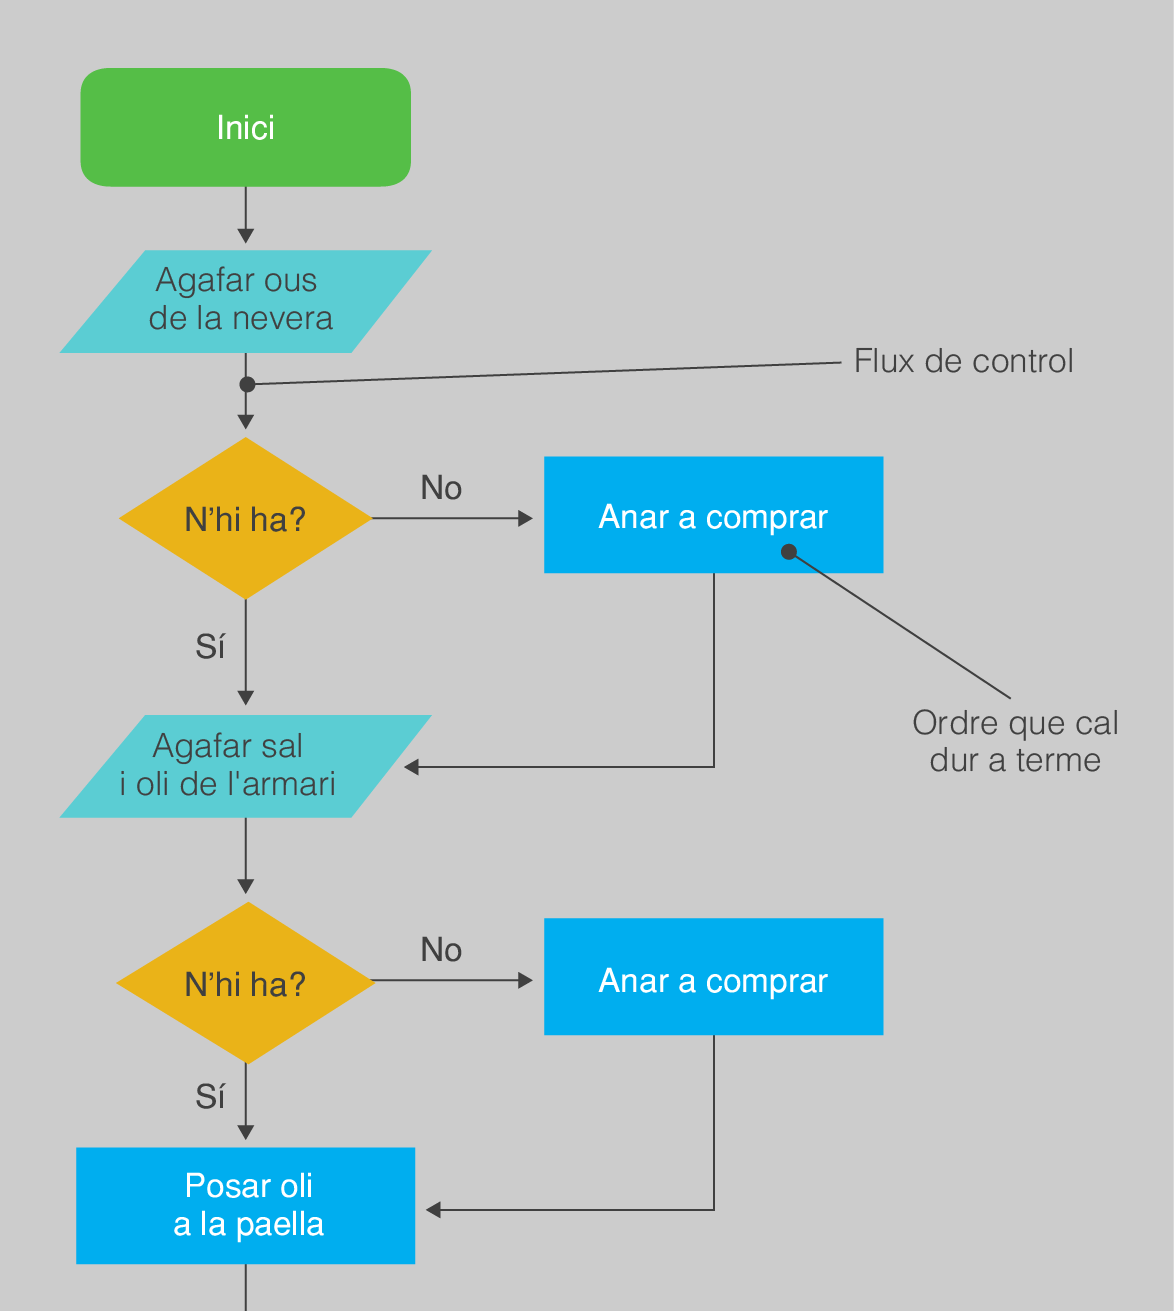 Inici
Agafar ous
de la nevera
Flux de control
N’hi ha?
No
Anar a comprar
Sí
Ordre que cal
dur a terme
Agafar sal
i oli de l'armari
N’hi ha?
No
Anar a comprar
Sí
Posar oli
a la paella